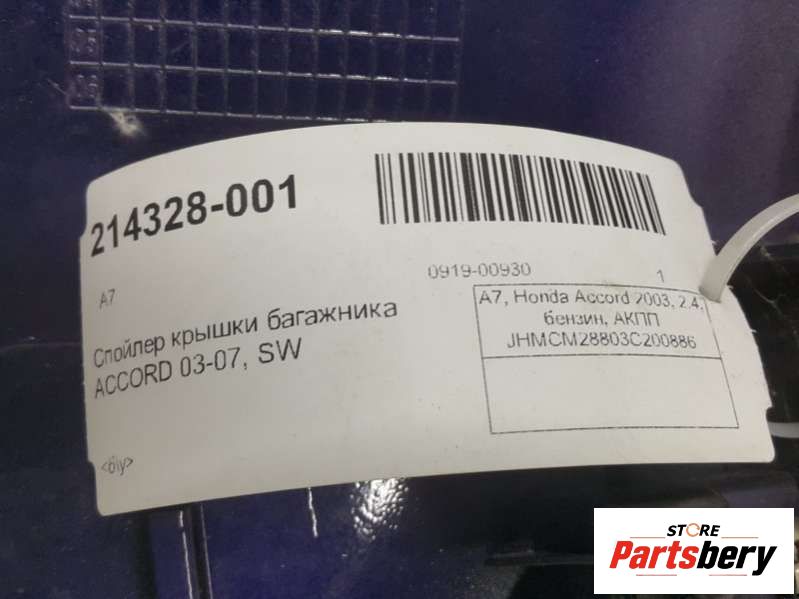 214328-001
A7
Спойлер крышки багажника
ACCORD 03-07, SW
<6iy>
0919-00930 1
A7, Honda Accord 2003, 2.4,
бензин, АКПП
JHMCM28803C200886
STORE
Partsbery